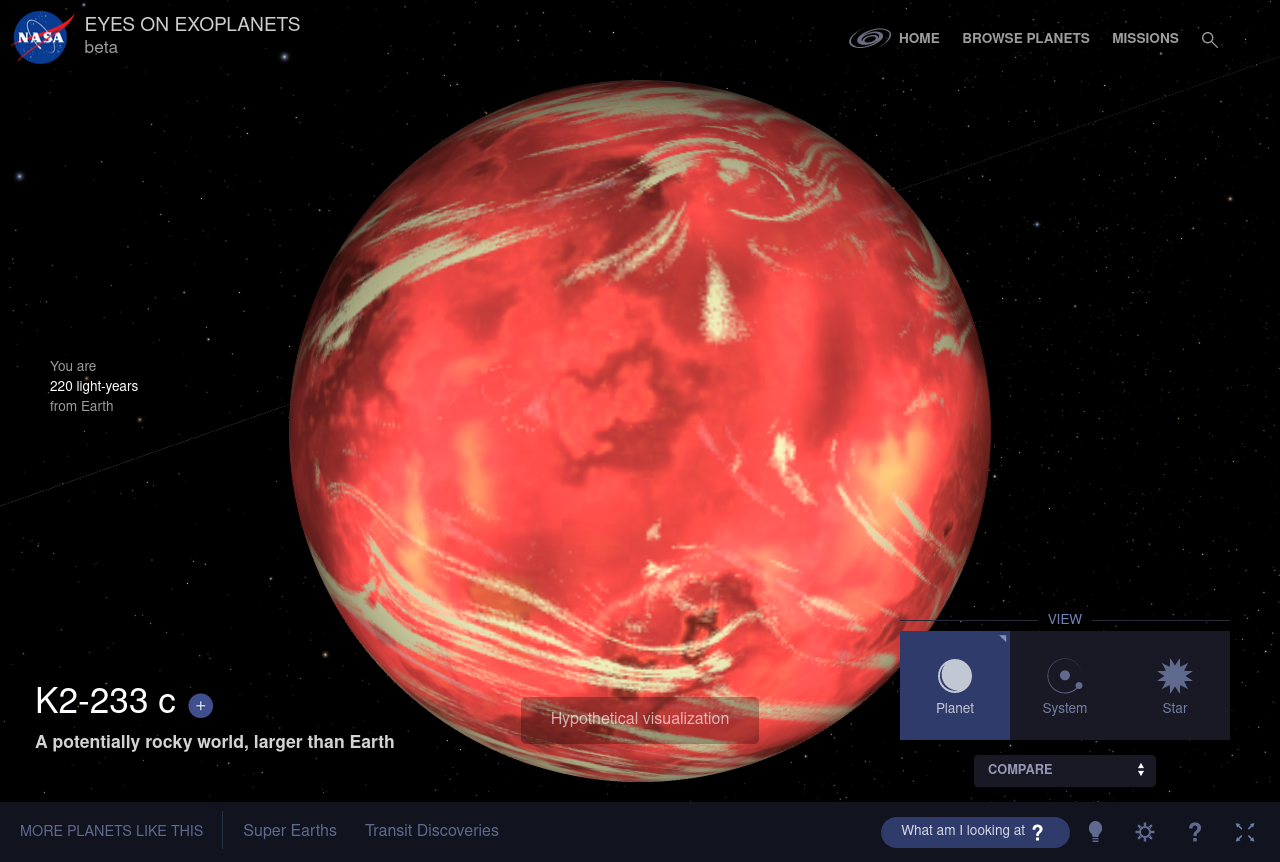 NASA
EYES ON EXOPLANETS
beta
HOME
BROWSE PLANETS
MISSIONS
You are
220 light-years
from Earth
VIEW
Planet
System
Star
K2-233 c +
A potentially rocky world, larger than Earth
Hypothetical visualization
COMPARE
MORE PLANETS LIKE THIS
Super Earths
Transit Discoveries
What am I looking at ?
?